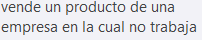 vende un producto de una
empresa en la cual no trabaja